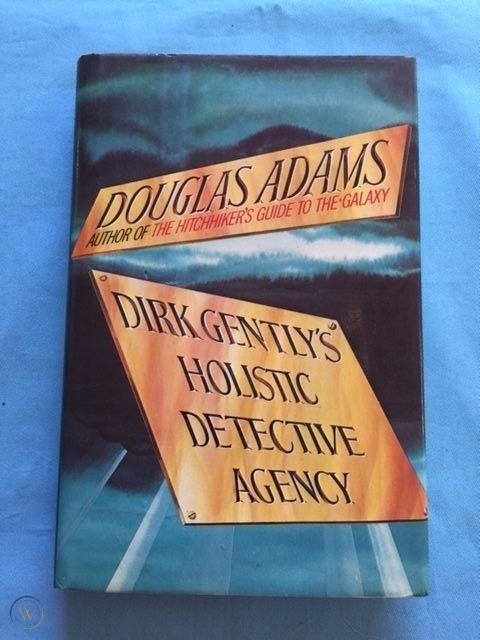 DOUGLAS ADAMS
AUTHOR OF THE HITCHHIKER'S GUIDE TO THE GALAXY
DIRK GENTLY'S
HOLISTIC
DETECTIVE
AGENCY
W